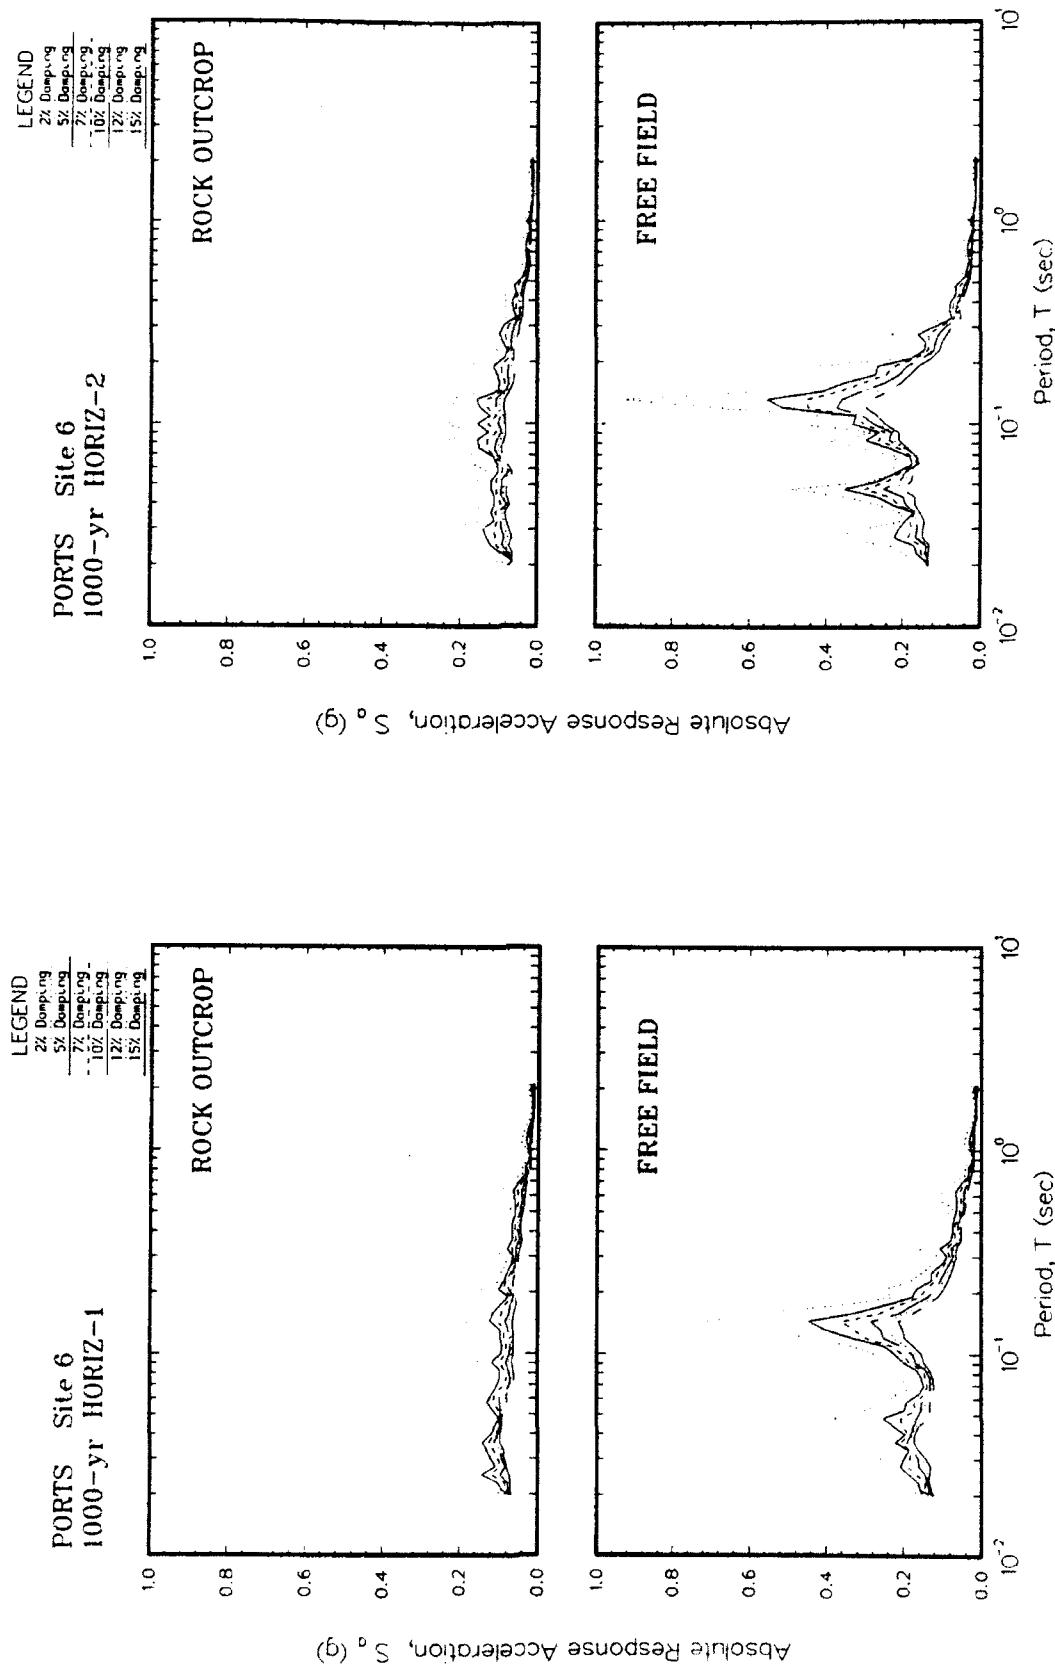 PORTS Site 6
1000-yr HORIZ-1
LEGEND
2% Damping
5% Damping
7% Damping
10% Damping
12% Damping
15% Damping
ROCK OUTCROP
1.0
0.8
0.6
0.4
0.2
0.0
FREE FIELD
1.0
0.8
0.6
0.4
0.2
0.0
10⁻²
10⁻¹
10⁰
10¹
Period, T (sec)
Absolute Response Acceleration, Sₐ (g)
PORTS Site 6
1000-yr HORIZ-2
LEGEND
2% Damping
5% Damping
7% Damping
10% Damping
12% Damping
15% Damping
ROCK OUTCROP
1.0
0.8
0.6
0.4
0.2
0.0
FREE FIELD
1.0
0.8
0.6
0.4
0.2
0.0
10⁻²
10⁻¹
10⁰
10¹
Period, T (sec)
Absolute Response Acceleration, Sₐ (g)